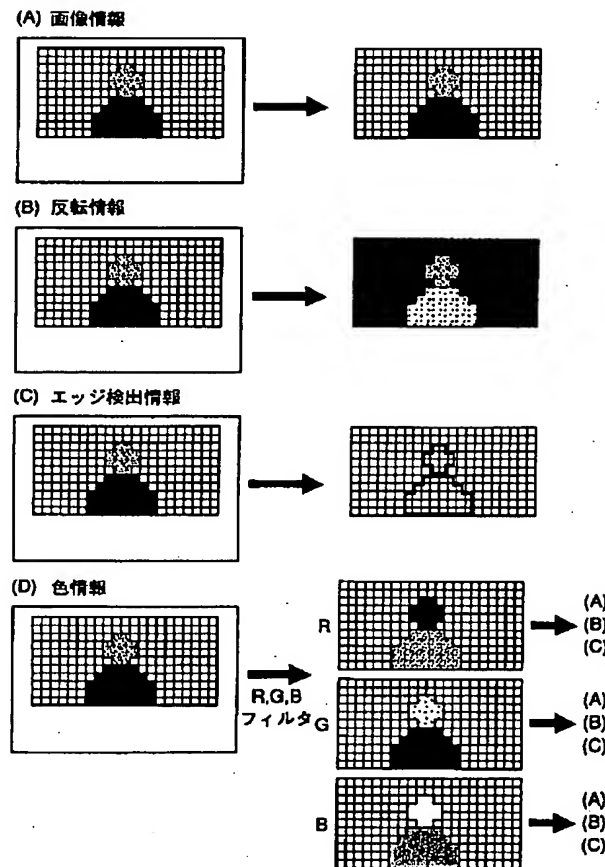 (A) 画像情報
(B) 反転情報
(C) エッジ検出情報
(D) 色情報
R,G,B
フィルタ
R
(A)
(B)
(C)
G
(A)
(B)
(C)
B
(A)
(B)
(C)